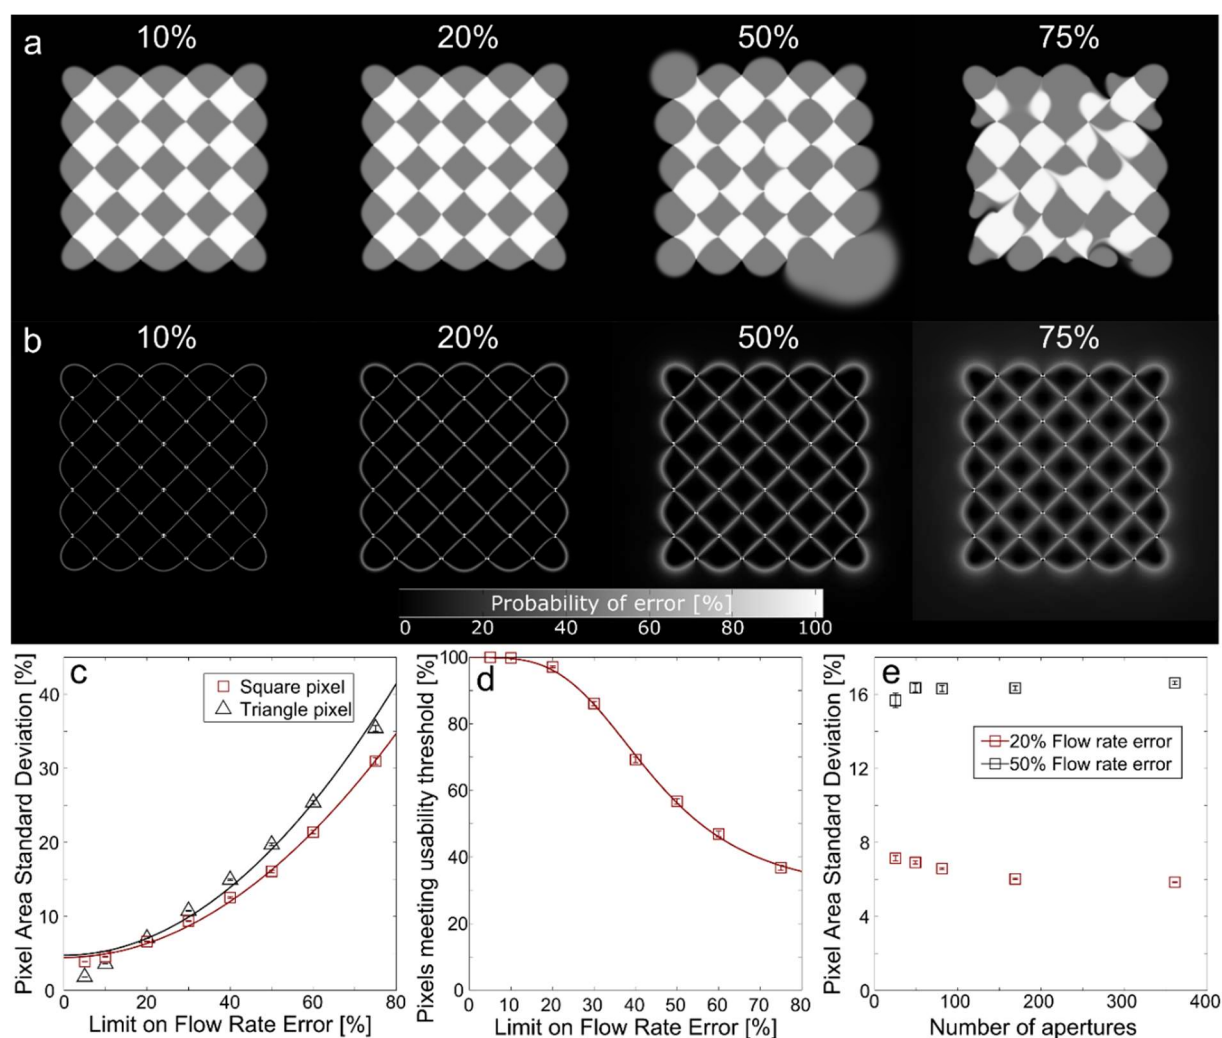 a
10% 20% 50% 75%
b
10% 20% 50% 75%
Probability of error [%]
0 20 40 60 80 100
c
Pixel Area Standard Deviation [%]
40
30
20
10
0
Square pixel
Triangle pixel
0 20 40 60 80
Limit on Flow Rate Error [%]
d
Pixels meeting usability threshold [%]
100
80
60
40
20
0
0 10 20 30 40 50 60 70 80
Limit on Flow Rate Error [%]
e
Pixel Area Standard Deviation [%]
16
12
8
4
0
20% Flow rate error
50% Flow rate error
0 100 200 300 400
Number of apertures